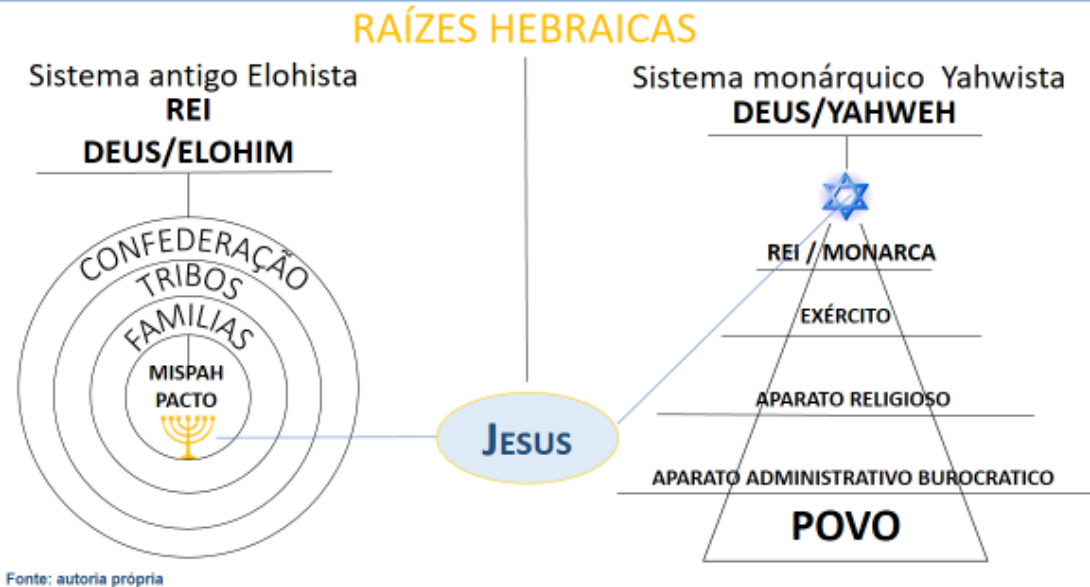 RAÍZES HEBRAICAS
Sistema antigo Elohista
REI
DEUS/ELOHIM
CONFEDERAÇÃO
TRIBOS
FAMILIAS
MISPAH
PACTO
JESUS
Sistema monárquico Yahwista
DEUS/YAHWEH
REI / MONARCA
EXÉRCITO
APARATO RELIGIOSO
APARATO ADMINISTRATIVO BUROCRATICO
POVO
Fonte: autoria própria